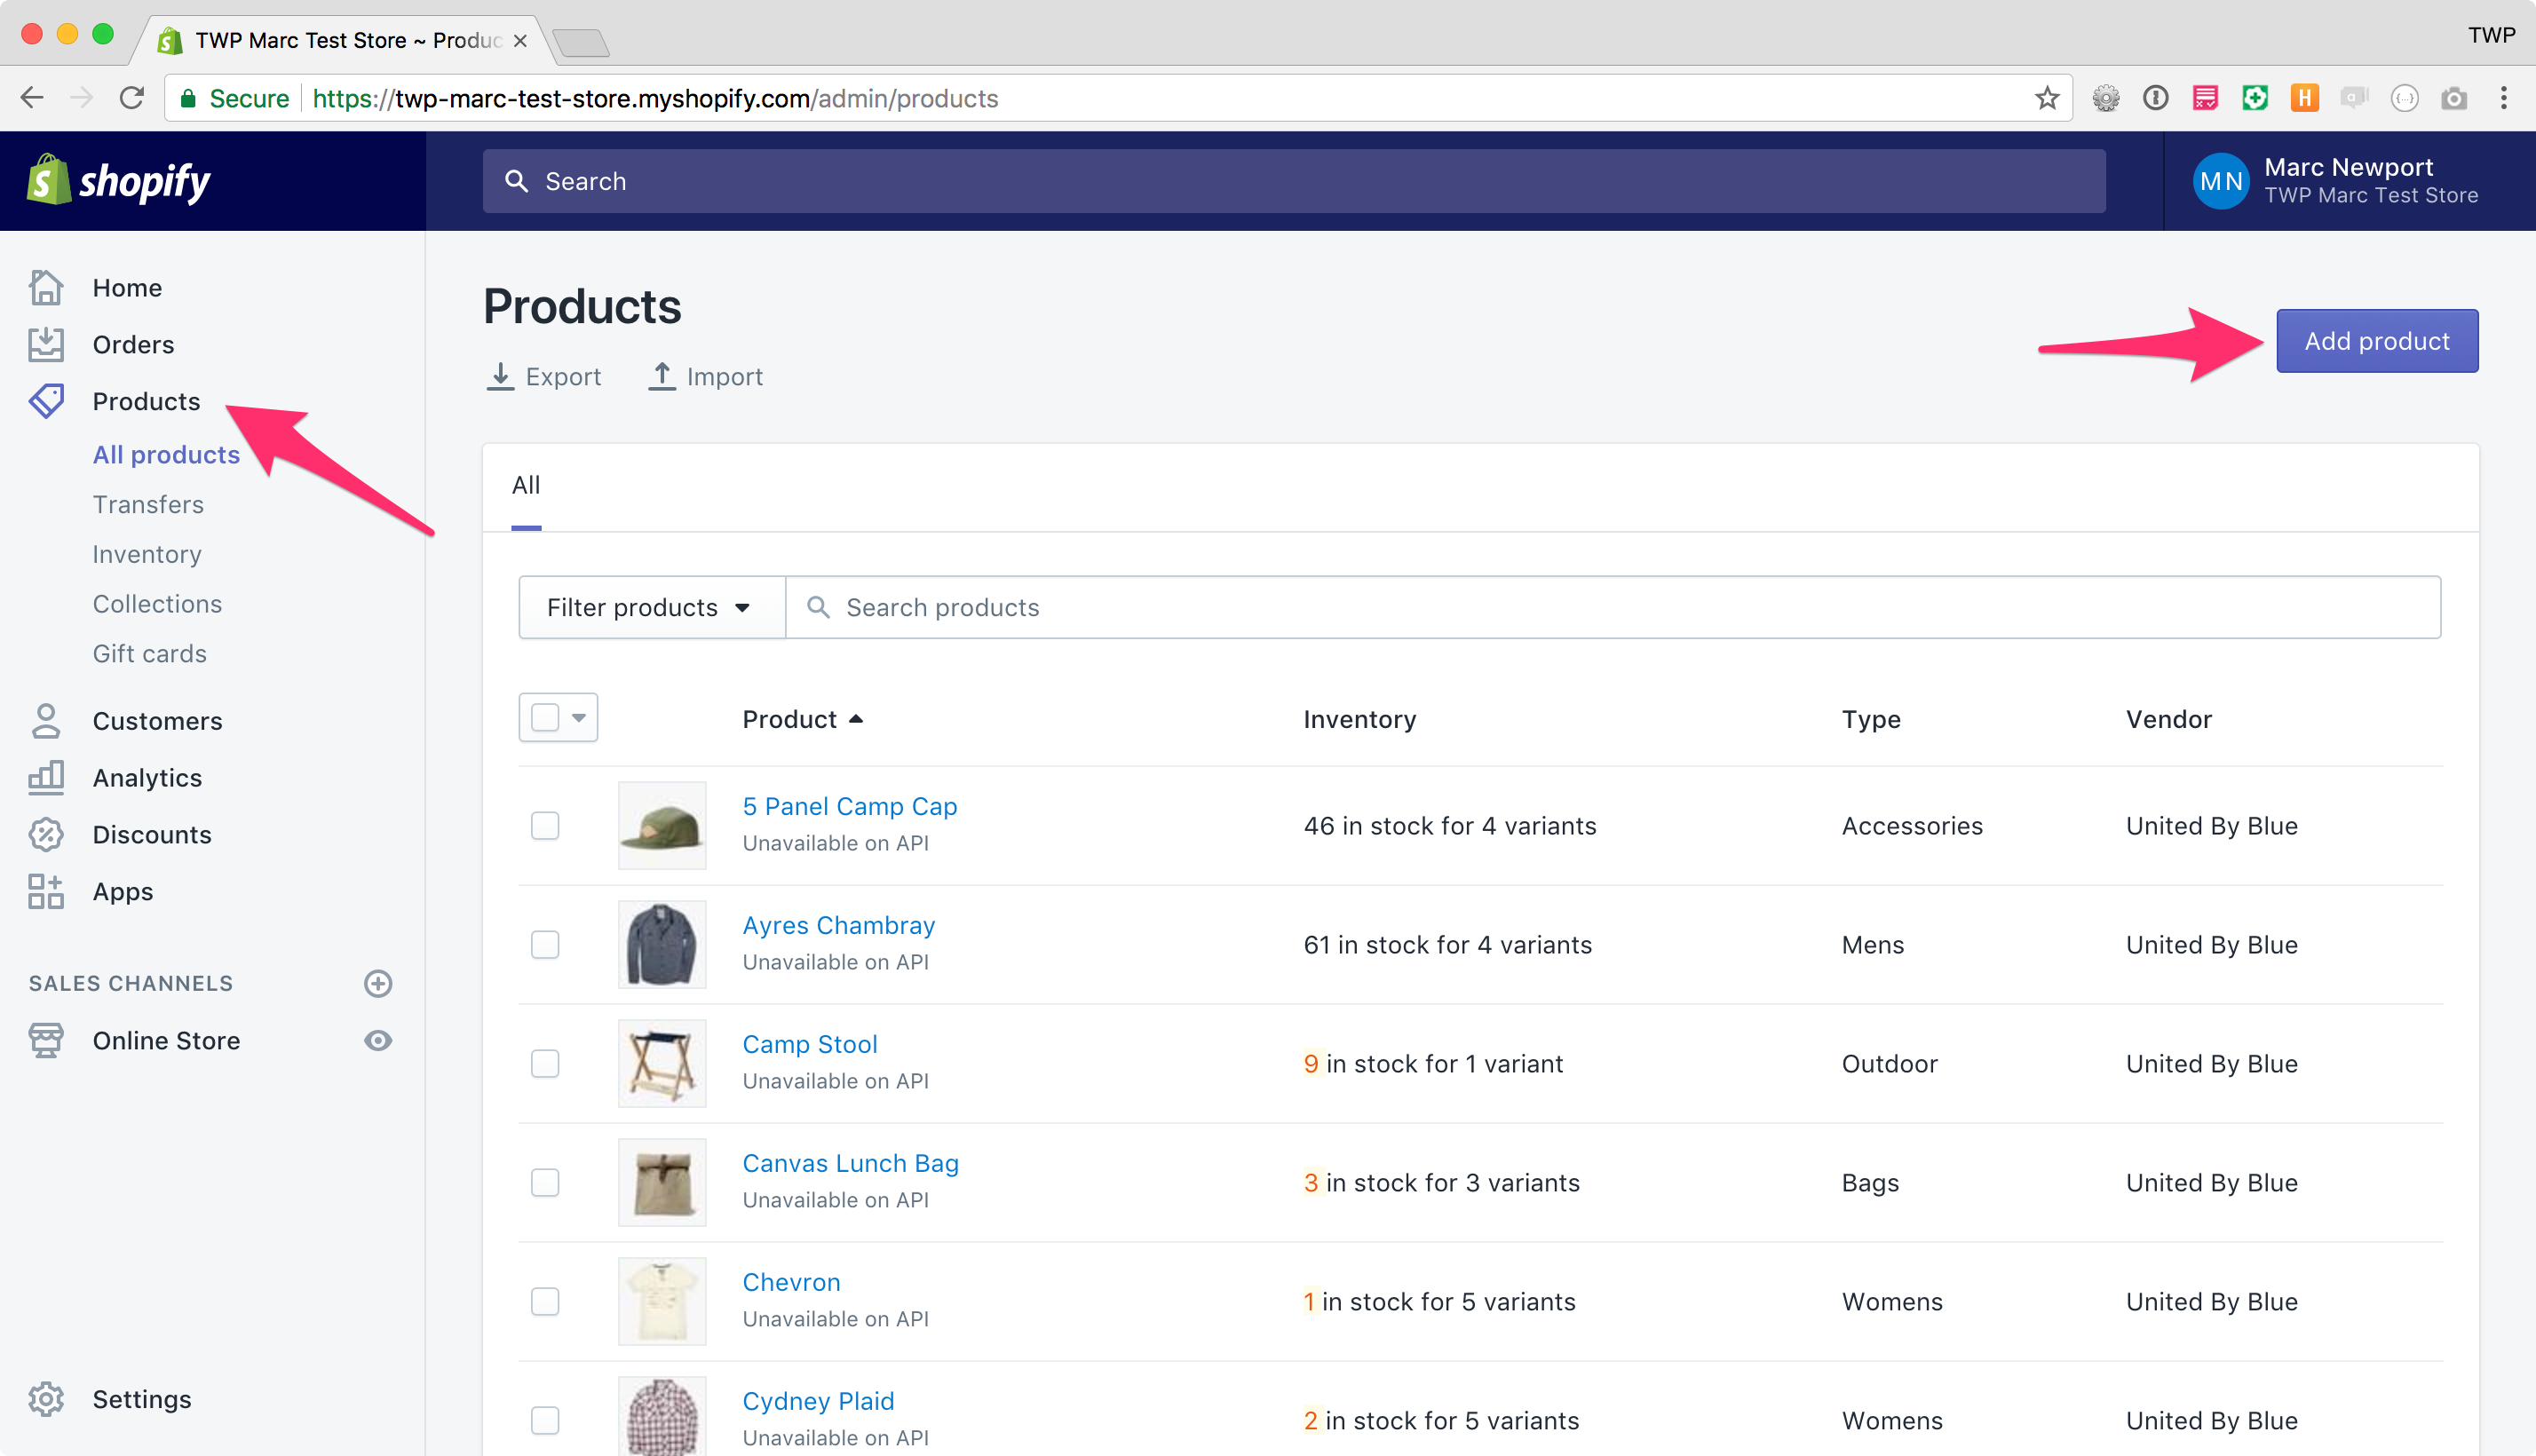 TWP Marc Test Store ~ Produc
TWP
Secure
https://twp-marc-test-store.myshopify.com/admin/products
shopify
Search
MN
Marc Newport
TWP Marc Test Store
Home
Orders
Products
All products
Transfers
Inventory
Collections
Gift cards
Customers
Analytics
Discounts
Apps
SALES CHANNELS
Online Store
Settings
Products
Export
Import
Add product
All
Filter products
Search products
Product
Inventory
Type
Vendor
5 Panel Camp Cap
Unavailable on API
46 in stock for 4 variants
Accessories
United By Blue
Ayres Chambray
Unavailable on API
61 in stock for 4 variants
Mens
United By Blue
Camp Stool
Unavailable on API
9 in stock for 1 variant
Outdoor
United By Blue
Canvas Lunch Bag
Unavailable on API
3 in stock for 3 variants
Bags
United By Blue
Chevron
Unavailable on API
1 in stock for 5 variants
Womens
United By Blue
Cydney Plaid
Unavailable on API
2 in stock for 5 variants
Womens
United By Blue